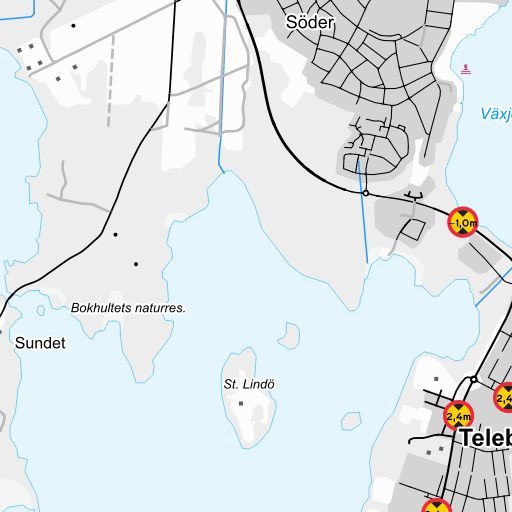 Söder
Växj
1,0m
Bokhultets naturres.
Sundet
St. Lindö
2,4
2,4m
Teleb